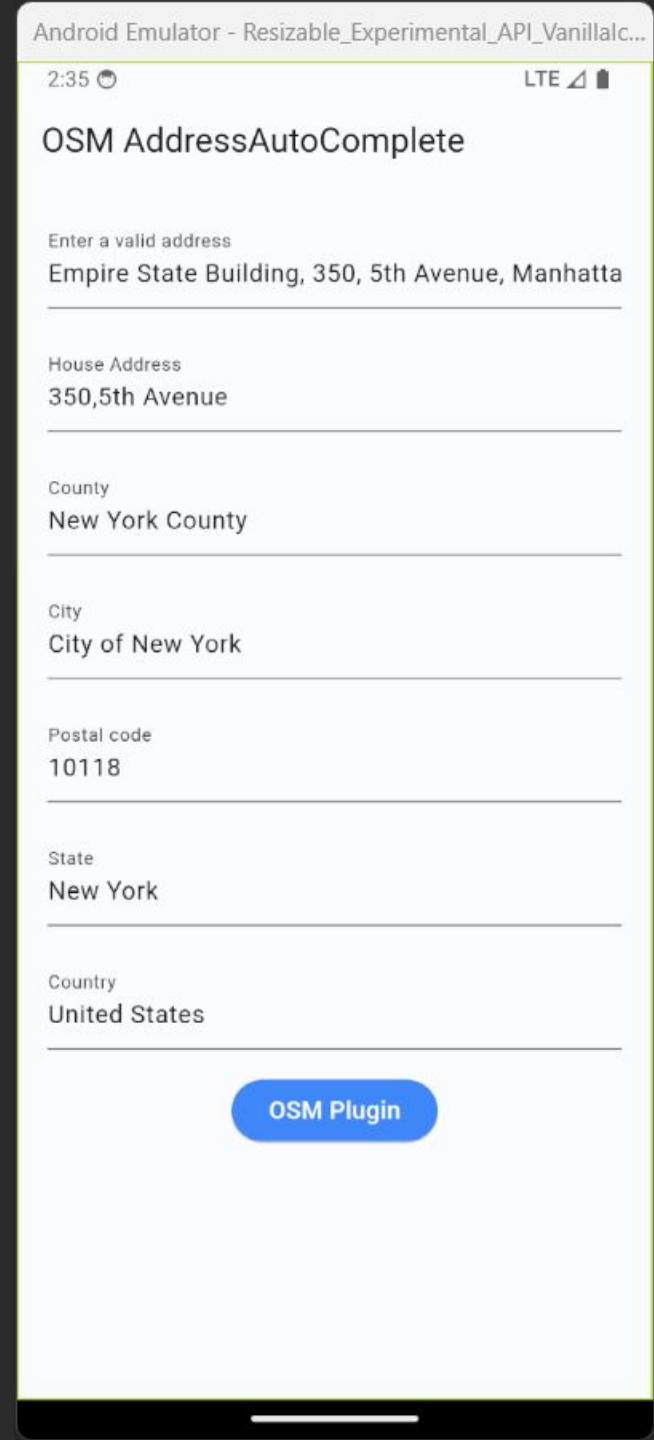 Android Emulator - Resizable_Experimental_API_Vanillalc...
2:35 LTE
OSM AddressAutoComplete
Enter a valid address
Empire State Building, 350, 5th Avenue, Manhatta
House Address
350,5th Avenue
County
New York County
City
City of New York
Postal code
10118
State
New York
Country
United States
OSM Plugin